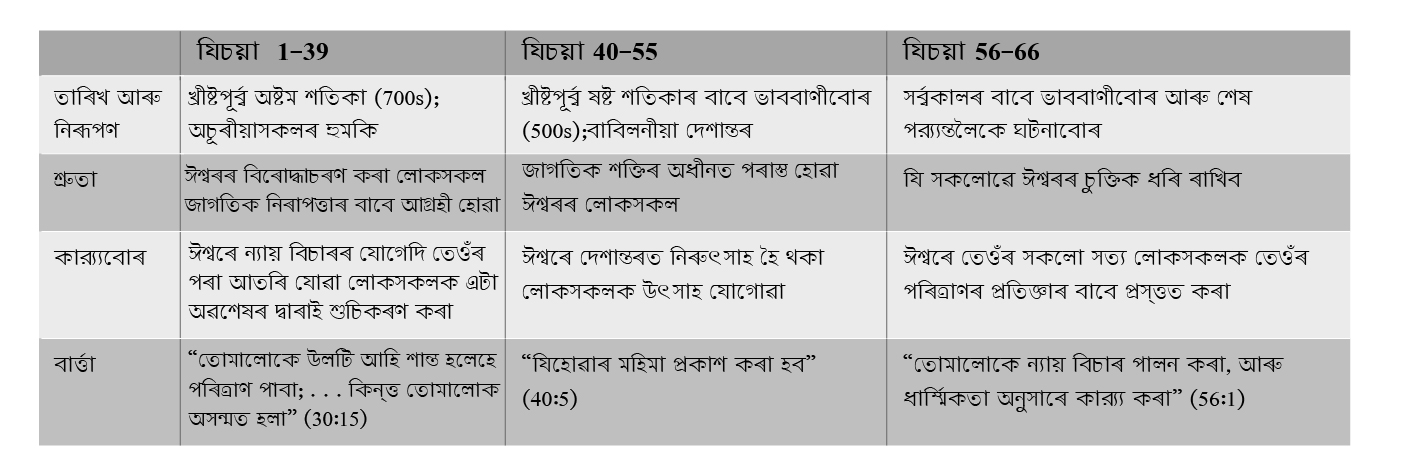 যিচয়া 1–39
যিচয়া 40–55
যিচয়া 56–66
তাৰিখ আৰু
নিৰূপণ
খ্ৰীষ্টপূৰ্ব্ব অষ্টম শতিকা (700s);
অচূৰীয়াসকলৰ হুমকি
খ্ৰীষ্টপূৰ্ব্ব ষষ্ট শতিকাৰ বাবে ভাববাণীবোৰ
(500s);বাবিলনীয়া দেশান্তৰ
সৰ্ব্বকালৰ বাবে ভাববাণীবোৰ আৰু শেষ
পৰ্য্যন্তলৈকে ঘটনাবোৰ
শ্ৰুতা
ঈশ্বৰৰ বিৰোদ্ধাচৰণ কৰা লোকসকল
জাগতিক নিৰাপত্তাৰ বাবে আগ্ৰহী হোৱা
জাগতিক শক্তিৰ অধীনত পৰাস্ত হোৱা
ঈশ্বৰৰ লোকসকল
যি সকলোৱে ঈশ্বৰৰ চুক্তিক ধৰি ৰাখিব
কাৰ্য্যবোৰ
ঈশ্বৰে ন্যায় বিচাৰৰ যোগেদি তেওঁৰ
পৰা আতৰি যোৱা লোকসকলক এটা
অৱশেষৰ দ্বাৰাই শুচিকৰণ কৰা
ঈশ্বৰে দেশান্তৰত নিৰুৎসাহ হৈ থকা
লোকসকলক উৎসাহ যোগোৱা
ঈশ্বৰে তেওঁৰ সকলো সত্য লোকসকলক তেওঁৰ
পৰিত্ৰাণৰ প্ৰতিজ্ঞাৰ বাবে প্ৰস্তুত কৰা
বাৰ্ত্তা
“তোমালোকে উলটি আহি শান্ত হলেহে
পৰিত্ৰাণ পাবা; . . . কিন্তু তোমালোক
অসন্মত হলা” (30:15)
“যিহোৱাৰ মহিমা প্ৰকাশ কৰা হব”
(40:5)
“তোমালোকে ন্যায় বিচাৰ পালন কৰা, আৰু
ধাৰ্ম্মিকতা অনুসাৰে কাৰ্য্য কৰা” (56:1)